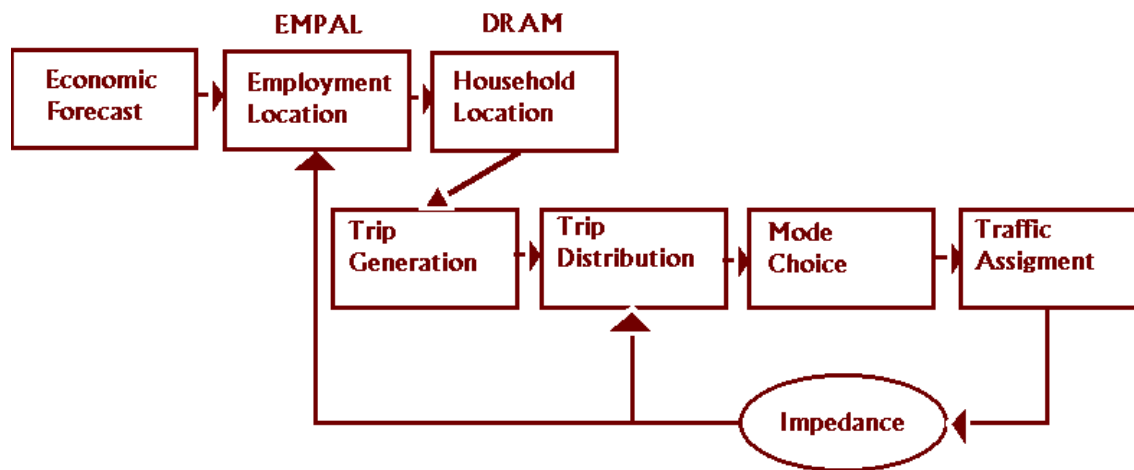 EMPAL
DRAM
Economic
Forecast
Employment
Location
Household
Location
Trip
Generation
Trip
Distribution
Mode
Choice
Traffic
Assigment
Impedance